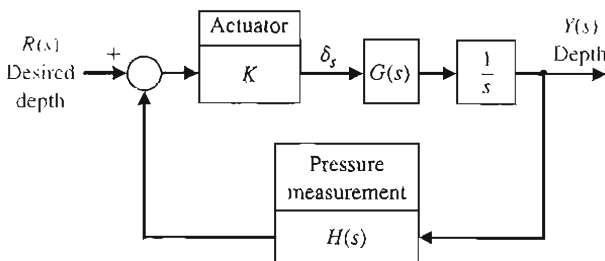 Actuator
K
R(s)
Desired
depth
+
δs
G(s)
1
s
Y(s)
Depth
Pressure
measurement
H(s)